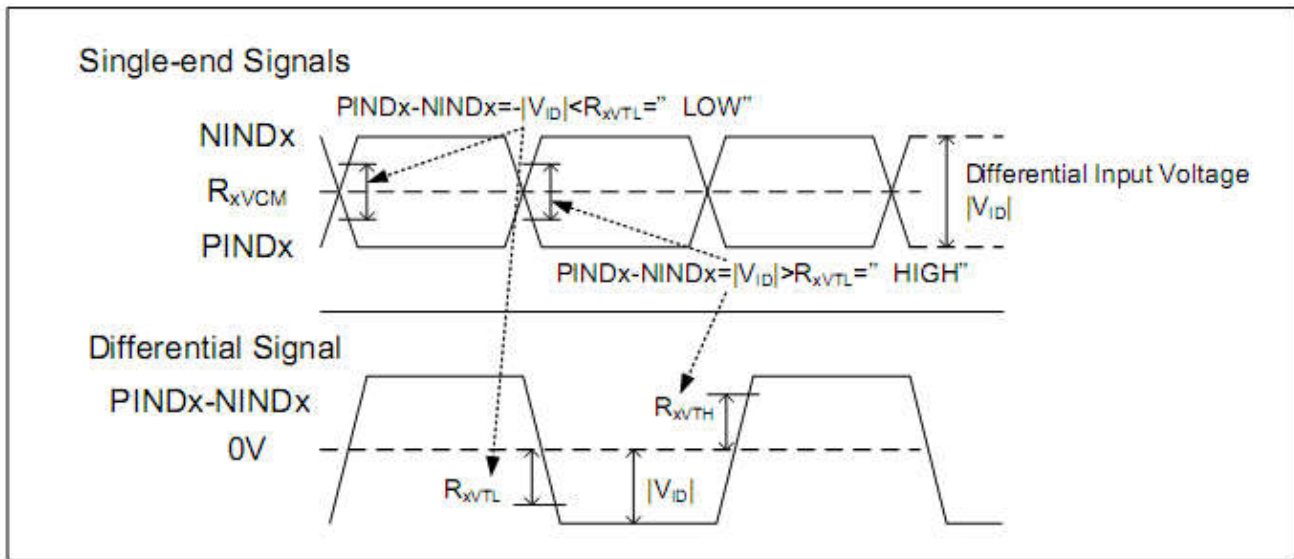 Single-end Signals
PINDx-NINDx=-|VID|<RxVTL=” LOW”
NINDx
RxVCM
PINDx
Differential Input Voltage
|VID|
PINDx-NINDx=|VID|>RxVTL=” HIGH”
Differential Signal
PINDx-NINDx
0V
RxVTH
RxVTL
|VID|